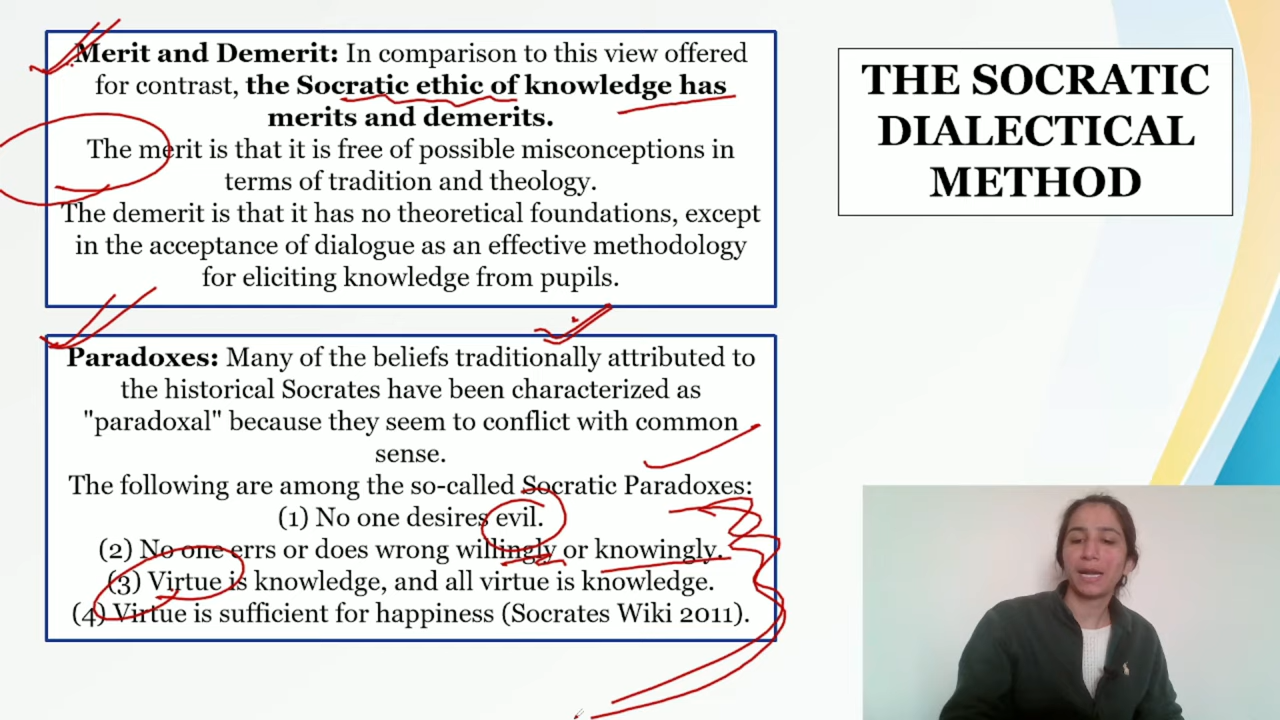 Merit and Demerit: In comparison to this view offered
for contrast, the Socratic ethic of knowledge has
merits and demerits.
The merit is that it is free of possible misconceptions in
terms of tradition and theology.
The demerit is that it has no theoretical foundations, except
in the acceptance of dialogue as an effective methodology
for eliciting knowledge from pupils.
Paradoxes: Many of the beliefs traditionally attributed to
the historical Socrates have been characterized as
"paradoxal" because they seem to conflict with common
sense.
The following are among the so-called Socratic Paradoxes:
(1) No one desires evil.
(2) No one errs or does wrong willingly or knowingly.
(3) Virtue is knowledge, and all virtue is knowledge.
(4) Virtue is sufficient for happiness (Socrates Wiki 2011).
THE SOCRATIC
DIALECTICAL
METHOD